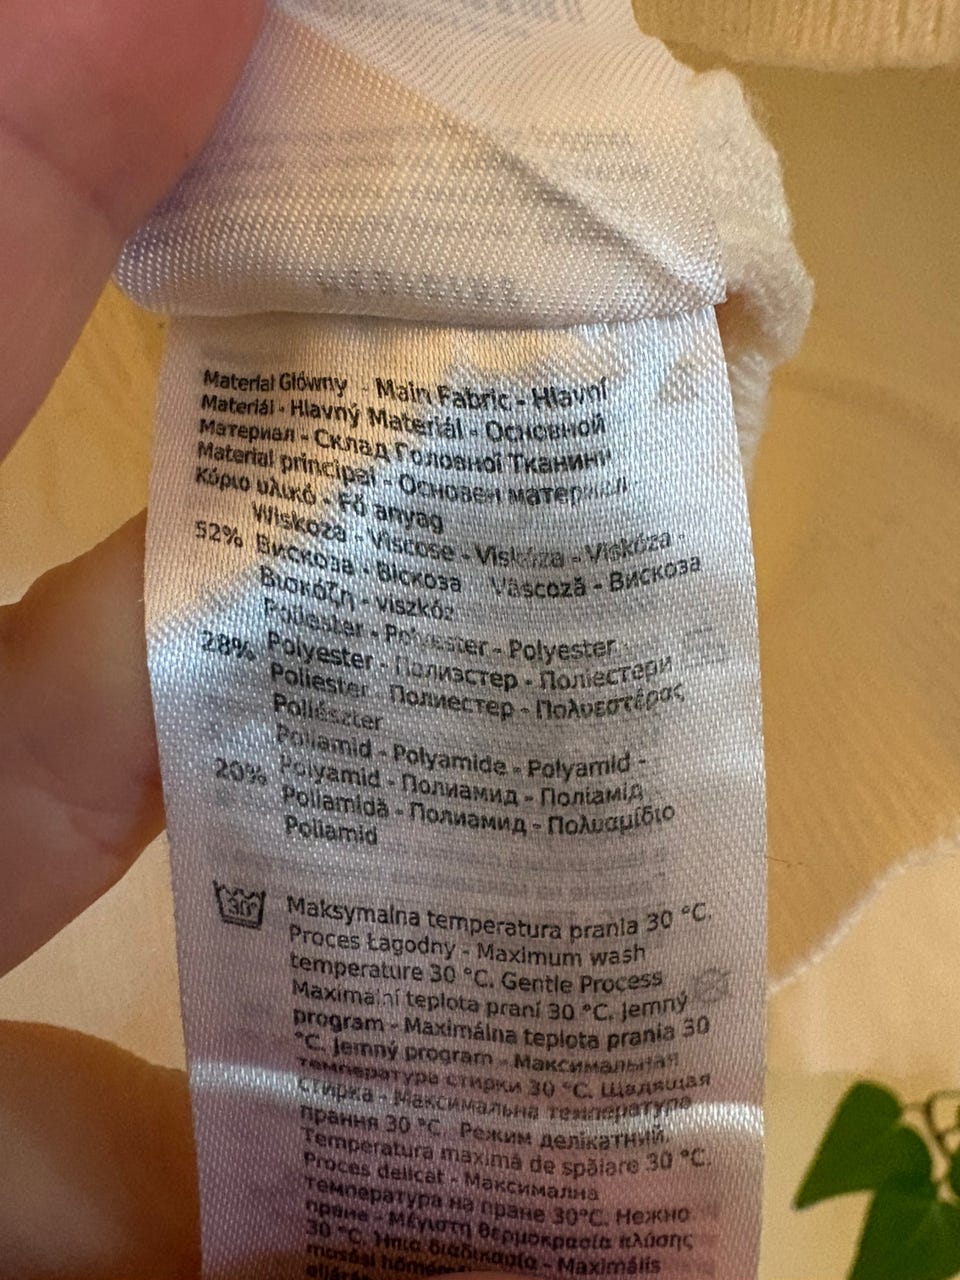 Materiał Główny - Main Fabric - Hlavní
Materiál - Hlavný Materiál - Основной
Материал - Склад Головної Тканини
Material principal - Основен материал -
Κύριο υλικό - Fő anyag
Wiskoza - Viscose - Viskóza - Viskóza -
52% Вискоза - Віскоза Vâscoză - Вискоза
Βισκόζη - viszkóz
Poliester - Polyester - Polyester -
28% Polyester - Полиэстер - Поліестери
Poliester - Полиестер - Πολυεστέρας
Poliészter
Poliamid - Polyamide - Polyamid -
20% Polyamid - Полиамид - Поліамід
Poliamidă - Полиамид - Πολυαμίδιο
Poliamid
30° Maksymalna temperatura prania 30 °C.
Proces Łagodny - Maximum wash
temperature 30 °C. Gentle Process
Maximální teplota praní 30 °C. Jemný
program - Maximálna teplota prania 30
°C. Jemný program - Максимальная
температура стирки 30 °C. Щадящая
стирка - Максимальна температура
прання 30 °C. Режим делікатний.
Temperatura maximă de spălare 30 °C.
Proces delicat - Максимална
температура на пране 30°C. Нежно
пране - Μέγιστη θερμοκρασία πλύσης
30 °C. Ήπια διαδικασία - Maximális
mosási